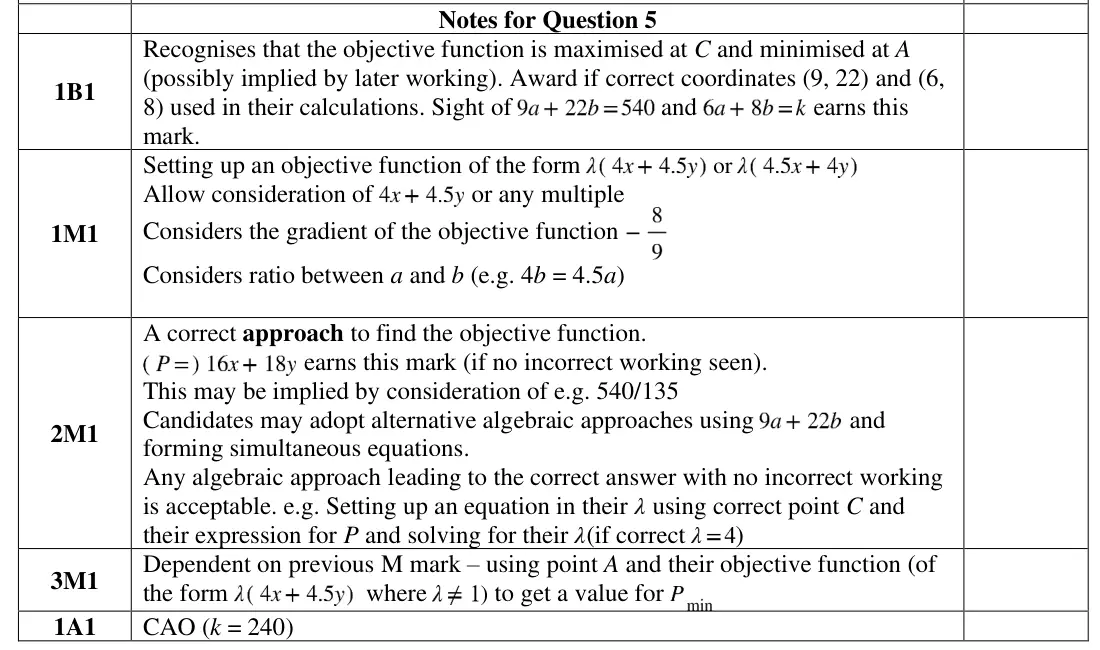 Notes for Question 5
1B1
Recognises that the objective function is maximised at C and minimised at A
(possibly implied by later working). Award if correct coordinates (9, 22) and (6,
8) used in their calculations. Sight of 9a + 22b = 540 and 6a + 8b = k earns this
mark.
1M1
Setting up an objective function of the form λ( 4x + 4.5y) or λ( 4.5x + 4y)
Allow consideration of 4x + 4.5y or any multiple
Considers the gradient of the objective function − 8/9
Considers ratio between a and b (e.g. 4b = 4.5a)
2M1
A correct approach to find the objective function.
( P = ) 16x + 18y earns this mark (if no incorrect working seen).
This may be implied by consideration of e.g. 540/135
Candidates may adopt alternative algebraic approaches using 9a + 22b and
forming simultaneous equations.
Any algebraic approach leading to the correct answer with no incorrect working
is acceptable. e.g. Setting up an equation in their λ using correct point C and
their expression for P and solving for their λ(if correct λ = 4)
3M1
Dependent on previous M mark – using point A and their objective function (of
the form λ( 4x + 4.5y) where λ ≠ 1) to get a value for P min
1A1
CAO (k = 240)